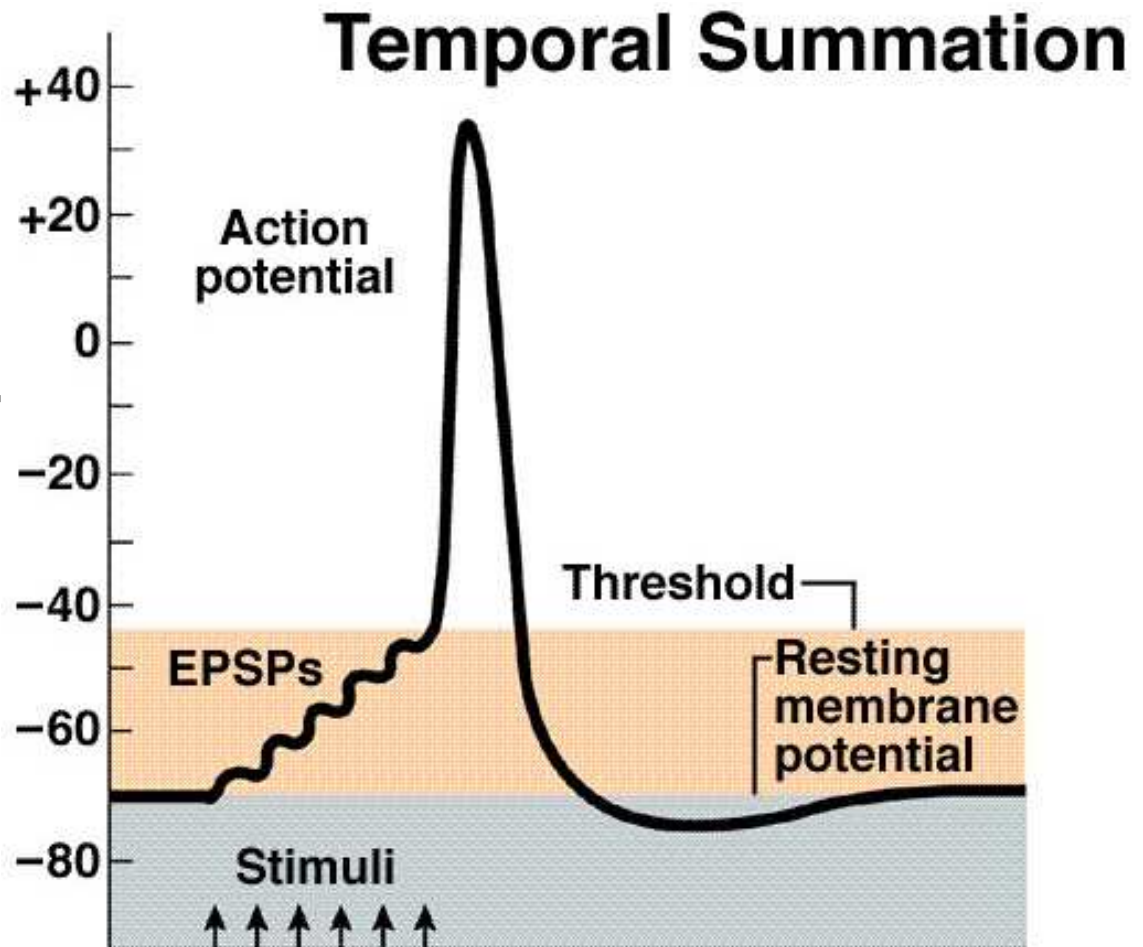 Temporal Summation
+40
+20
Action
potential
0
−20
Threshold
−40
EPSPs
Resting
membrane
potential
−60
−80
Stimuli